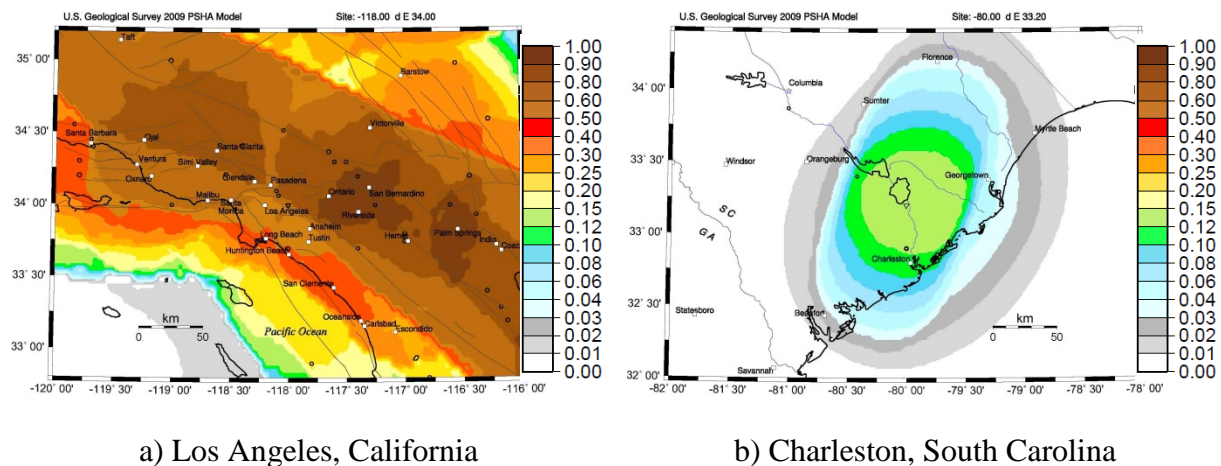 U.S. Geological Survey 2009 PSHA Model Site: -118.00 d E 34.00
Taft
Barstow
Victorville
Santa Barbara
Ojai
Santa Clarita
Ventura
Simi Valley
Oxnard
Glendale
Pasadena
Ontario
San Bernardino
Malibu
Santa
Monica
Los Angeles
Riverside
Anaheim
Long Beach
Tustin
Hemet
Palm Springs
Indio
Coac
Huntington Beach
San Clemente
Oceanside
Carlsbad
Escondido
km
0 50
Pacific Ocean
35° 00'
34° 30'
34° 00'
33° 30'
33° 00'
-120° 00' -119° 30' -119° 00' -118° 30' -118° 00' -117° 30' -117° 00' -116° 30' -116° 00'
1.00
0.90
0.80
0.60
0.50
0.40
0.30
0.25
0.20
0.15
0.12
0.10
0.08
0.06
0.04
0.03
0.02
0.01
0.00
a) Los Angeles, California
U.S. Geological Survey 2009 PSHA Model Site: -80.00 d E 33.20
Florence
Columbia
Sumter
Myrtle Beach
Windsor
Orangeburg
Georgetown
SC
GA
Charleston
Statesboro
Beaufort
Savannah
km
0 50
34° 00'
33° 30'
33° 00'
32° 30'
32° 00'
-82° 00' -81° 30' -81° 00' -80° 30' -80° 00' -79° 30' -79° 00' -78° 30' -78° 00'
1.00
0.90
0.80
0.60
0.50
0.40
0.30
0.25
0.20
0.15
0.12
0.10
0.08
0.06
0.04
0.03
0.02
0.01
0.00
b) Charleston, South Carolina